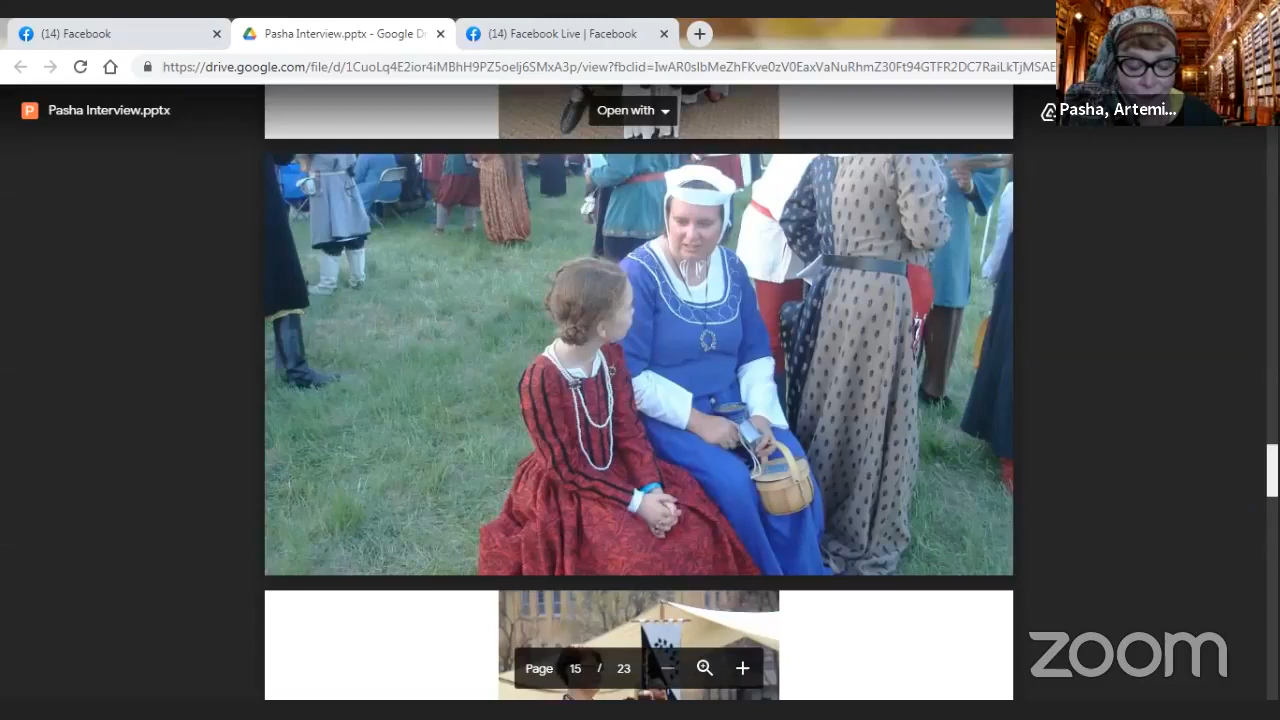 (14) Facebook
Pasha Interview.pptx - Google Dr
(14) Facebook Live | Facebook
https://drive.google.com/file/d/1CuoLq4E2ior4iMBhH9PZ5oelj6SMxA3p/view?fbclid=IwAR0sIbMeZhFKve0zV0EaxVaNuRhmZ30Ft94GTFR2DC7RaiLkTjMSAE
Pasha, Artemi...
Pasha Interview.pptx
Open with
Page 15 / 23
zoom